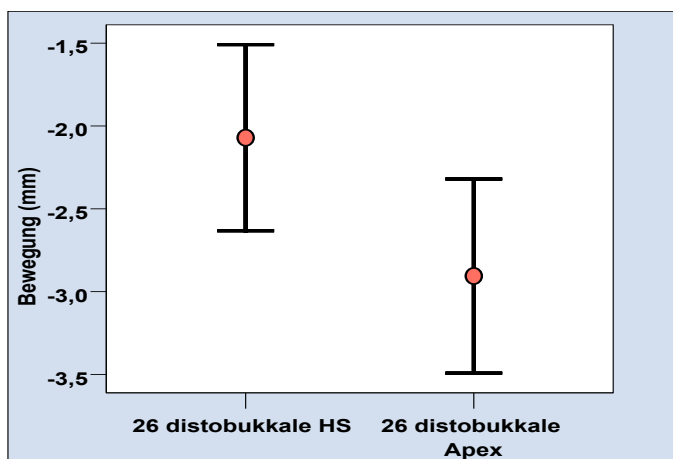 -1,5
-2,0
-2,5
-3,0
-3,5
Bewegung (mm)
26 distobukkale HS
26 distobukkale
Apex